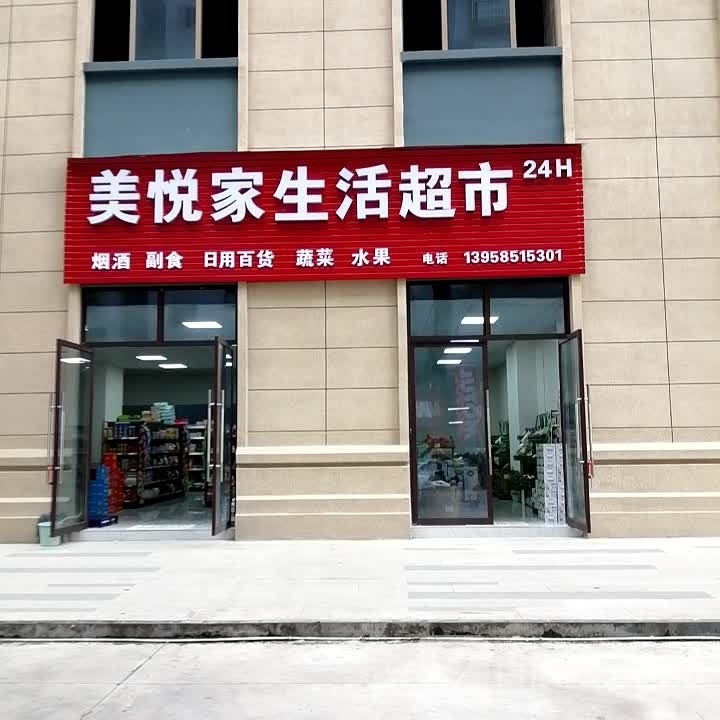 美悦家生活超市 24H
烟酒 副食 日用百货 蔬菜 水果 电话 13958515301